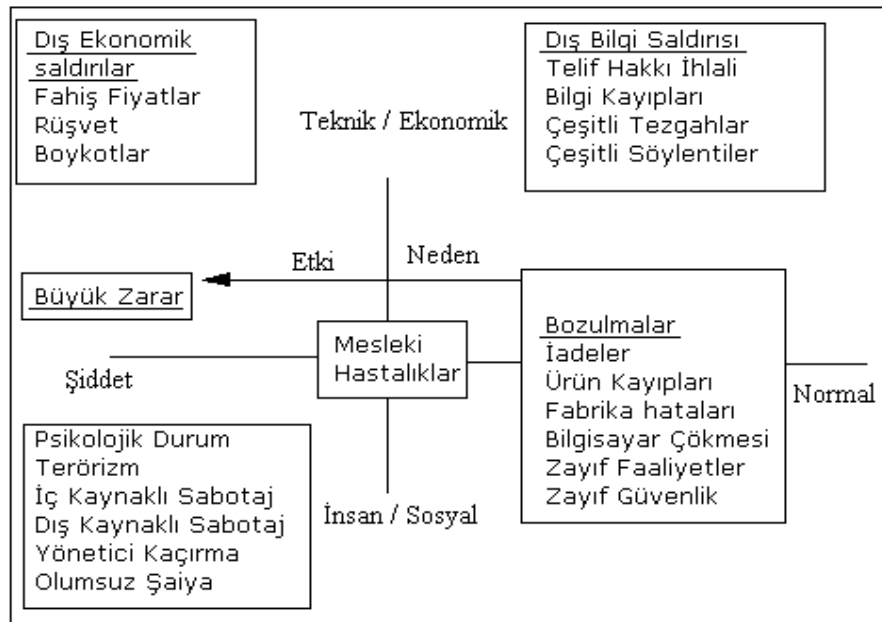 Dış Ekonomik
saldırılar
Fahiş Fiyatlar
Rüşvet
Boykotlar
Teknik / Ekonomik
Dış Bilgi Saldırısı
Telif Hakkı İhlali
Bilgi Kayıpları
Çeşitli Tezgahlar
Çeşitli Söylentiler
Etki
Neden
Büyük Zarar
Mesleki
Hastalıklar
Şiddet
Bozulmalar
İadeler
Ürün Kayıpları
Fabrika hataları
Bilgisayar Çökmesi
Zayıf Faaliyetler
Zayıf Güvenlik
Normal
Psikolojik Durum
Terörizm
İç Kaynaklı Sabotaj
Dış Kaynaklı Sabotaj
Yönetici Kaçırma
Olumsuz Şaiya
İnsan / Sosyal